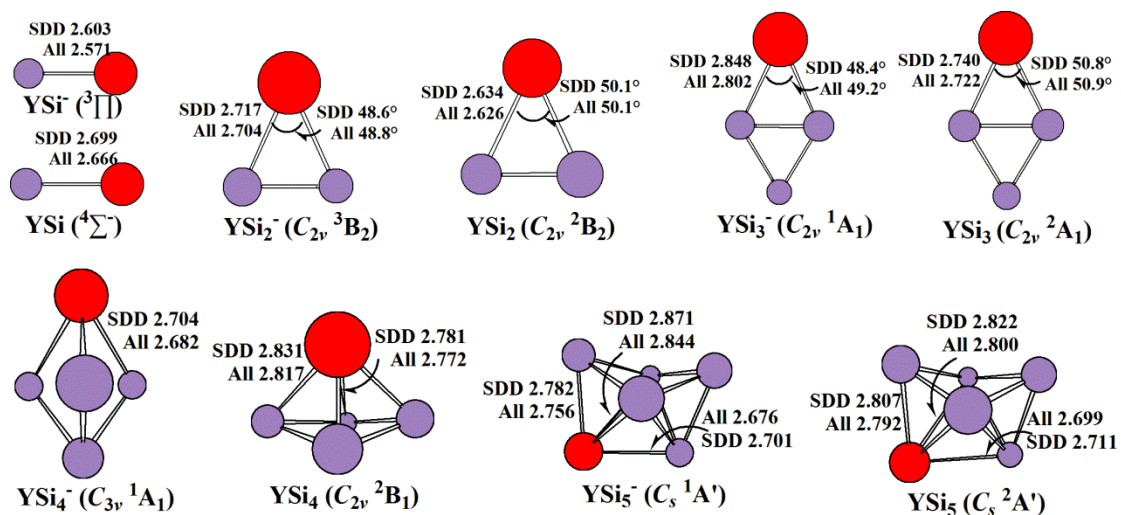 SDD 2.603
All 2.571
YSi⁻ (³∏)
SDD 2.699
All 2.666
YSi (⁴∑⁻)
SDD 2.717
All 2.704
SDD 48.6°
All 48.8°
YSi₂⁻ (C₂ᵥ, ³B₂)
SDD 2.634
All 2.626
SDD 50.1°
All 50.1°
YSi₂ (C₂ᵥ, ²B₂)
SDD 2.848
All 2.802
SDD 48.4°
All 49.2°
YSi₃⁻ (C₂ᵥ, ¹A₁)
SDD 2.740
All 2.722
SDD 50.8°
All 50.9°
YSi₃ (C₂ᵥ, ²A₁)
SDD 2.704
All 2.682
YSi₄⁻ (C₃ᵥ, ¹A₁)
SDD 2.831
All 2.817
SDD 2.781
All 2.772
YSi₄ (C₂ᵥ, ²B₁)
SDD 2.871
All 2.844
SDD 2.782
All 2.756
All 2.676
SDD 2.701
YSi₅⁻ (Cₛ, ¹A')
SDD 2.822
All 2.800
SDD 2.807
All 2.792
All 2.699
SDD 2.711
YSi₅ (Cₛ, ²A')